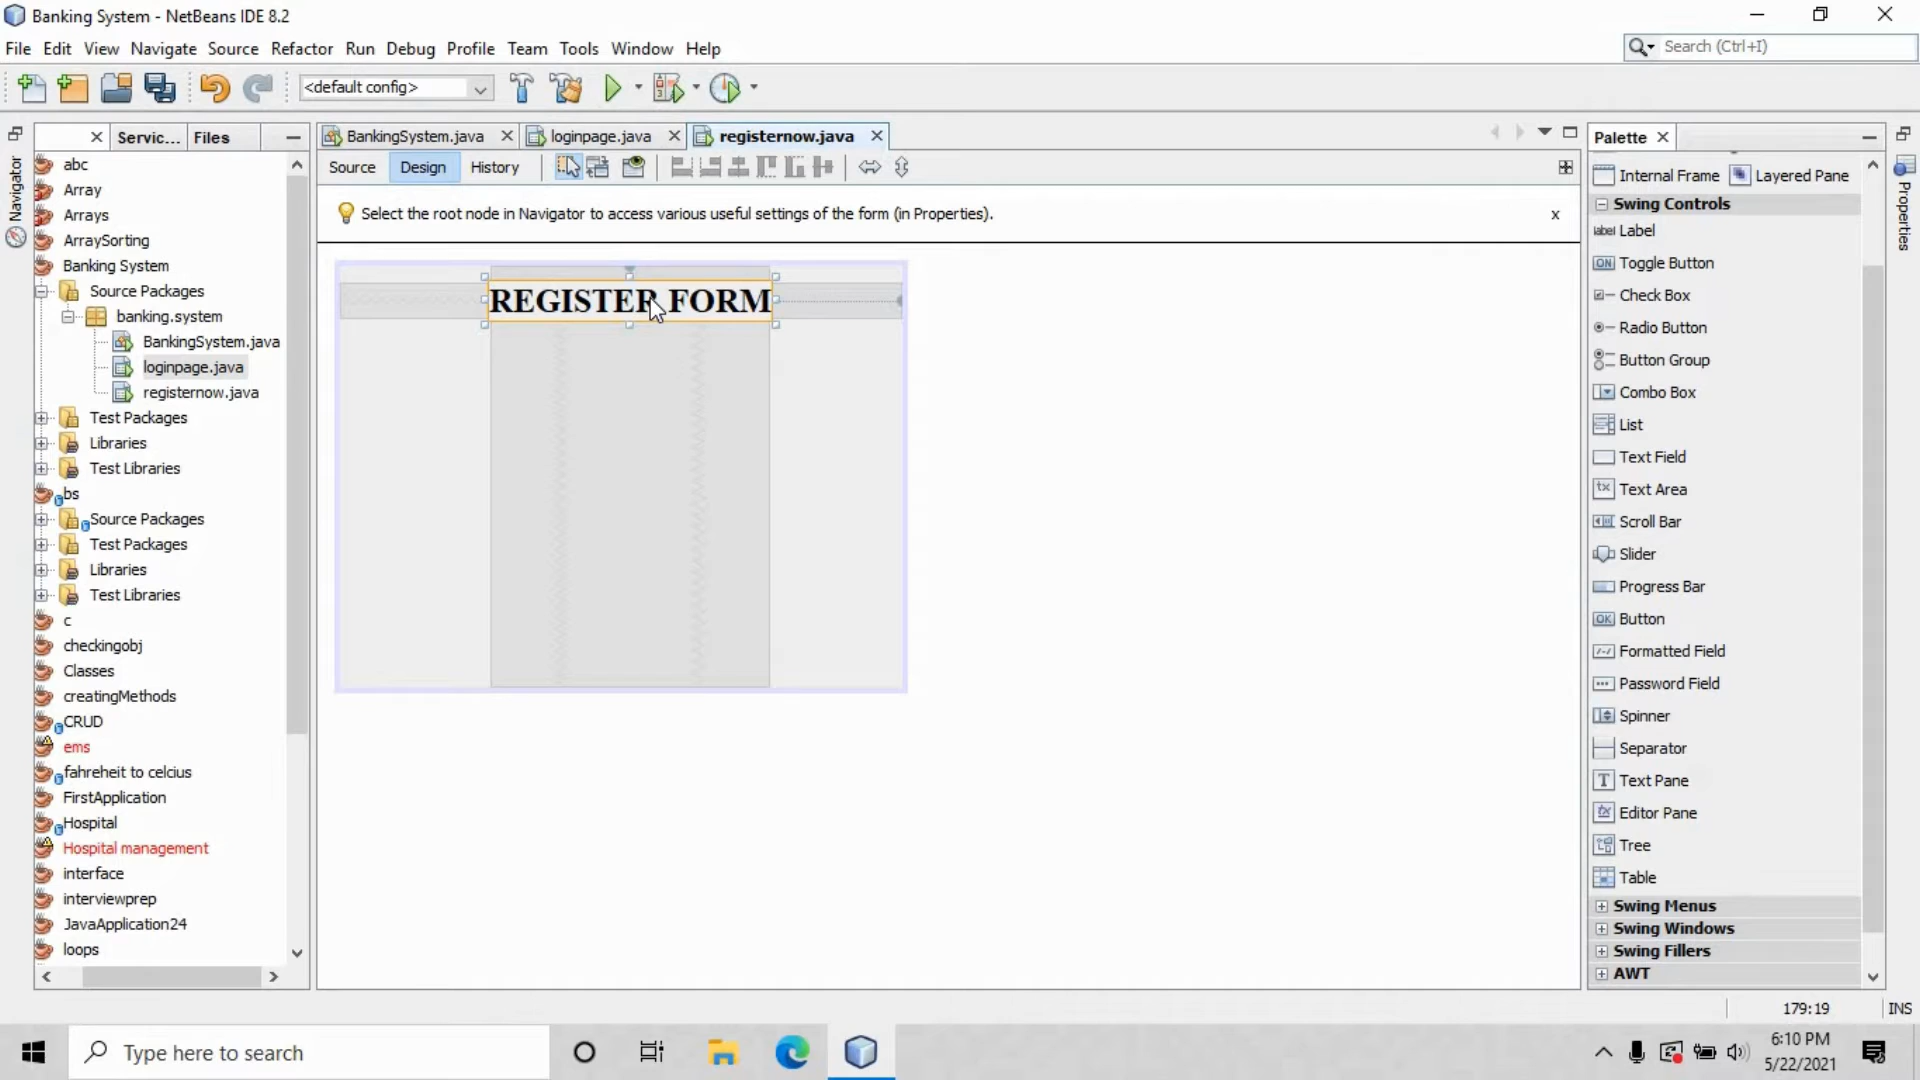 Banking System - NetBeans IDE 8.2
File Edit View Navigate Source Refactor Run Debug Profile Team Tools Window Help
Search (Ctrl+I)
<default config>
Servic... Files
BankingSystem.java
loginpage.java
registernow.java
Palette
Source Design History
Select the root node in Navigator to access various useful settings of the form (in Properties).
x
Navigator
abc
Array
Arrays
ArraySorting
Banking System
Source Packages
banking.system
BankingSystem.java
loginpage.java
registernow.java
Test Packages
Libraries
Test Libraries
bs
Source Packages
Test Packages
Libraries
Test Libraries
c
checkingobj
Classes
creatingMethods
CRUD
ems
fahreheit to celcius
FirstApplication
Hospital
Hospital management
interface
interviewprep
JavaApplication24
loops
REGISTER FORM
Internal Frame
Layered Pane
Swing Controls
label Label
ON Toggle Button
Check Box
Radio Button
Button Group
Combo Box
List
Text Field
tx Text Area
Scroll Bar
Slider
Progress Bar
OK Button
Formatted Field
Password Field
Spinner
Separator
T Text Pane
Editor Pane
Tree
Table
Swing Menus
Swing Windows
Swing Fillers
AWT
Properties
179:19
INS
Type here to search
6:10 PM
5/22/2021